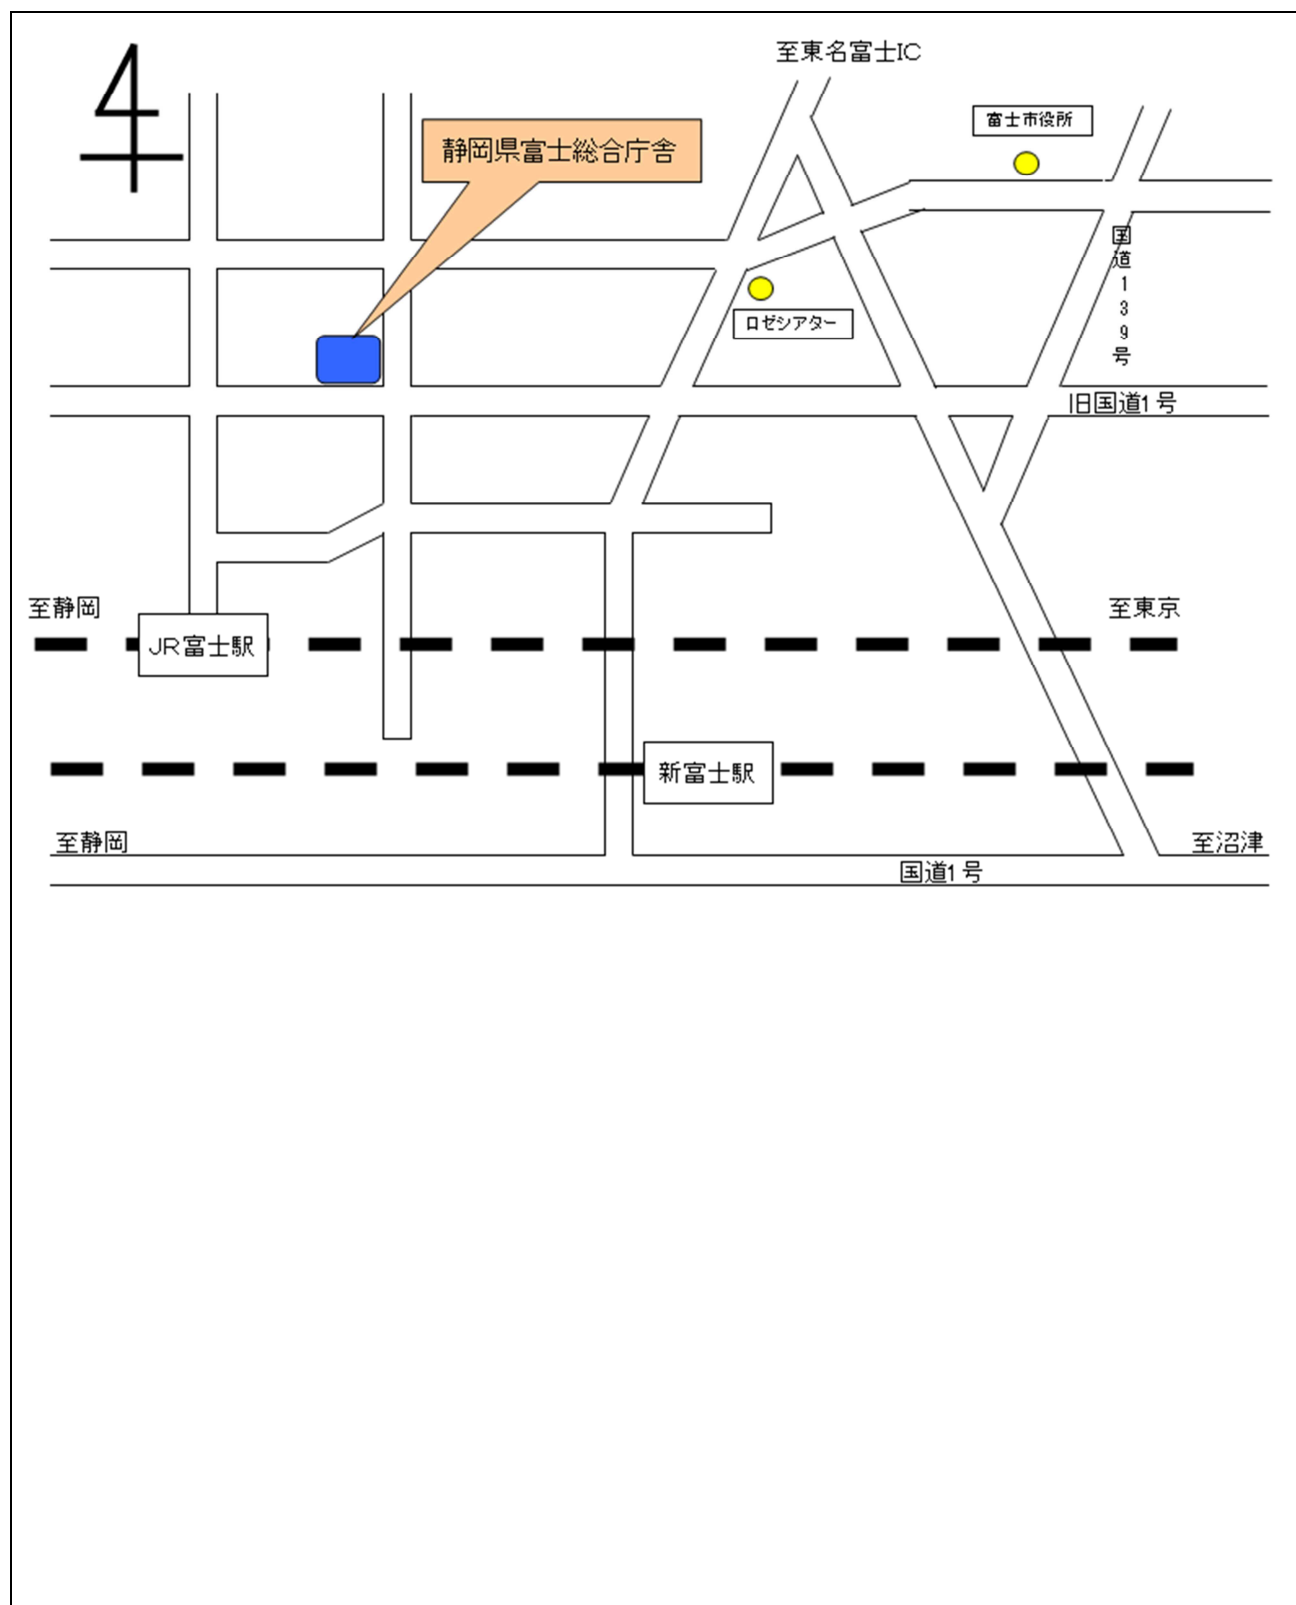 至東名富士IC
富士市役所
静岡県富士総合庁舎
国道139号
ロゼシアター
旧国道1号
至静岡
至東京
JR富士駅
新富士駅
至静岡
至沼津
国道1号